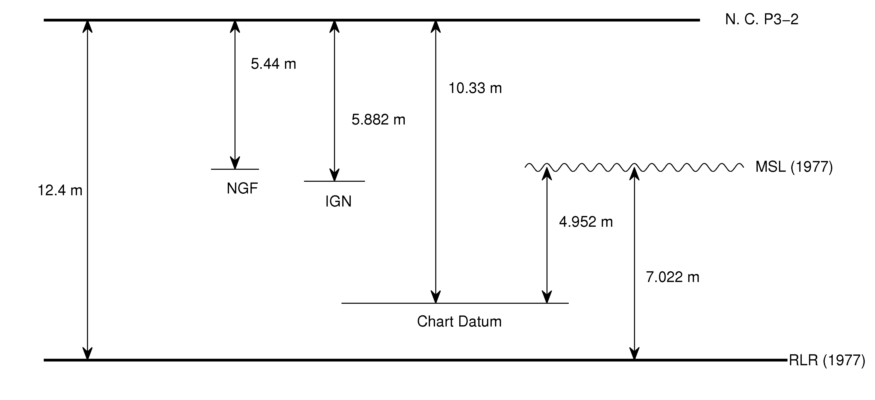 N. C. P3−2
5.44 m
10.33 m
5.882 m
MSL (1977)
12.4 m
NGF
IGN
4.952 m
7.022 m
Chart Datum
RLR (1977)